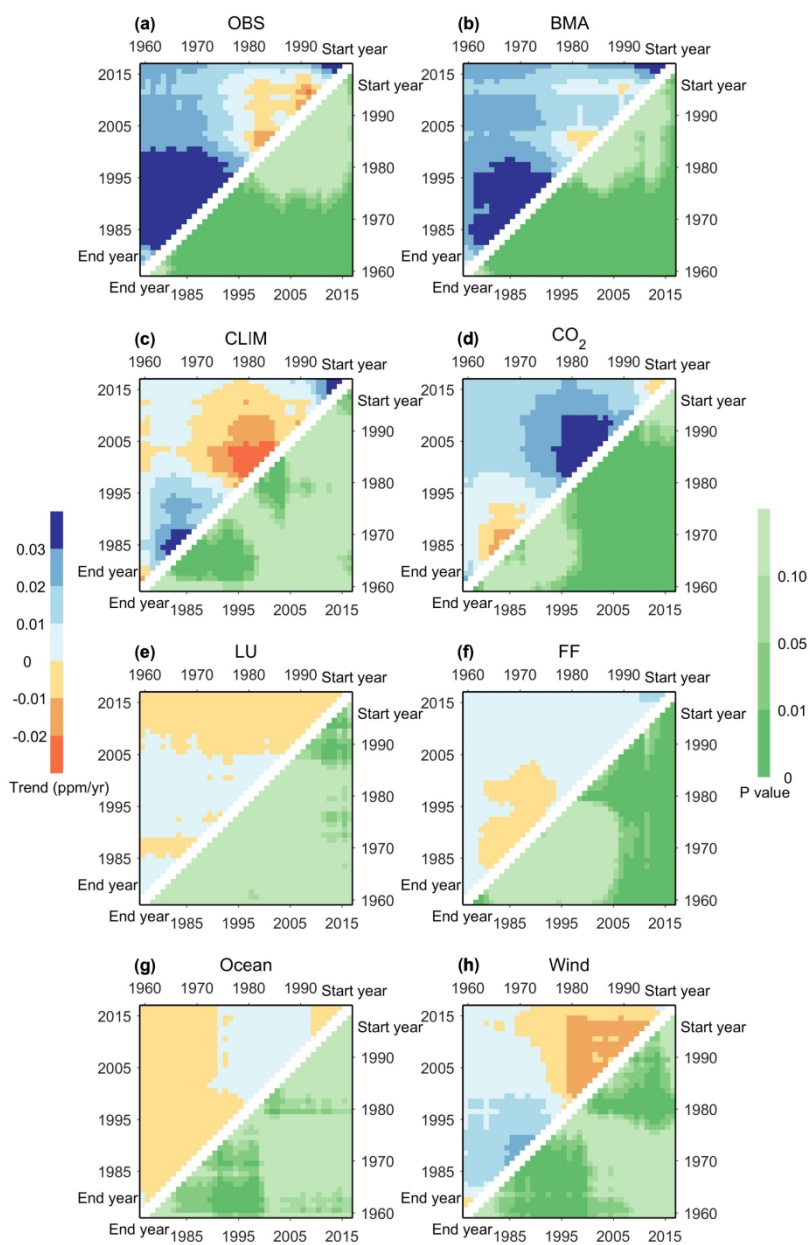 (a) OBS
1960 1970 1980 1990 Start year
2015
2005
1995
1985
End year
Start year
1990
1980
1970
1960
End year 1985 1995 2005 2015
(b) BMA
1960 1970 1980 1990 Start year
2015
2005
1995
1985
End year
Start year
1990
1980
1970
1960
End year 1985 1995 2005 2015
(c) CLIM
1960 1970 1980 1990 Start year
2015
2005
1995
1985
End year
Start year
1990
1980
1970
1960
End year 1985 1995 2005 2015
(d) CO2
1960 1970 1980 1990 Start year
2015
2005
1995
1985
End year
Start year
1990
1980
1970
1960
End year 1985 1995 2005 2015
0.03
0.02
0.01
0
-0.01
-0.02
Trend (ppm/yr)
0.10
0.05
0.01
0
P value
(e) LU
1960 1970 1980 1990 Start year
2015
2005
1995
1985
End year
Start year
1990
1980
1970
1960
End year 1985 1995 2005 2015
(f) FF
1960 1970 1980 1990 Start year
2015
2005
1995
1985
End year
Start year
1990
1980
1970
1960
End year 1985 1995 2005 2015
(g) Ocean
1960 1970 1980 1990 Start year
2015
2005
1995
1985
End year
Start year
1990
1980
1970
1960
End year 1985 1995 2005 2015
(h) Wind
1960 1970 1980 1990 Start year
2015
2005
1995
1985
End year
Start year
1990
1980
1970
1960
End year 1985 1995 2005 2015